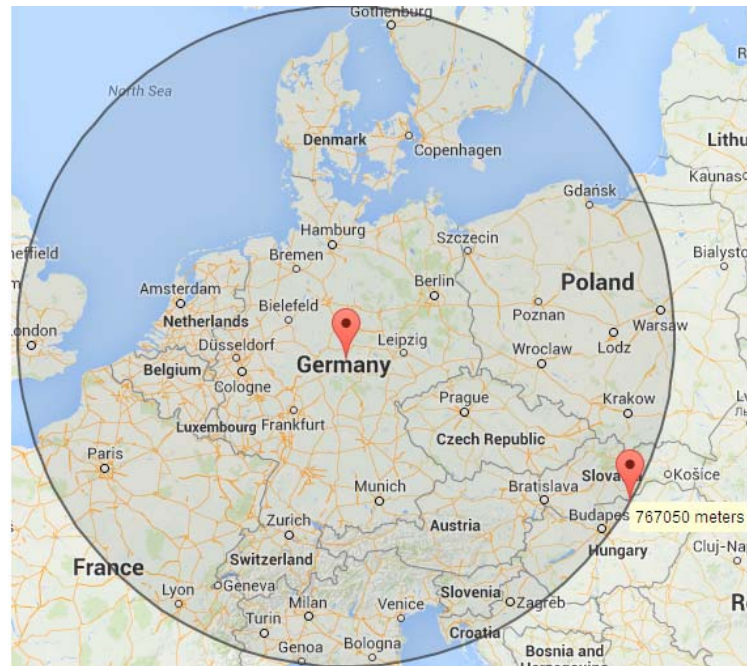 Gothenburg
North Sea
Denmark
Copenhagen
Lithu
Kaunas
Gdańsk
Hamburg
Szczecin
Bremen
effield
Bialysto
Berlin
Poland
Amsterdam
Netherlands
Bielefeld
Poznan
Warsaw
London
Düsseldorf
Leipzig
Wroclaw
Lodz
Belgium
Germany
Cologne
Prague
Krakow
Frankfurt
Luxembourg
Czech Republic
Paris
Slova
Košice
Munich
Bratislava
767050 meters
Zurich
Austria
Budapes
Hungary
Cluj-Na
France
Switzerland
Geneva
Slovenia
Lyon
Milan
Venice
Zagreb
R
Turin
Croatia
Genoa
Bologna
Bosnia and